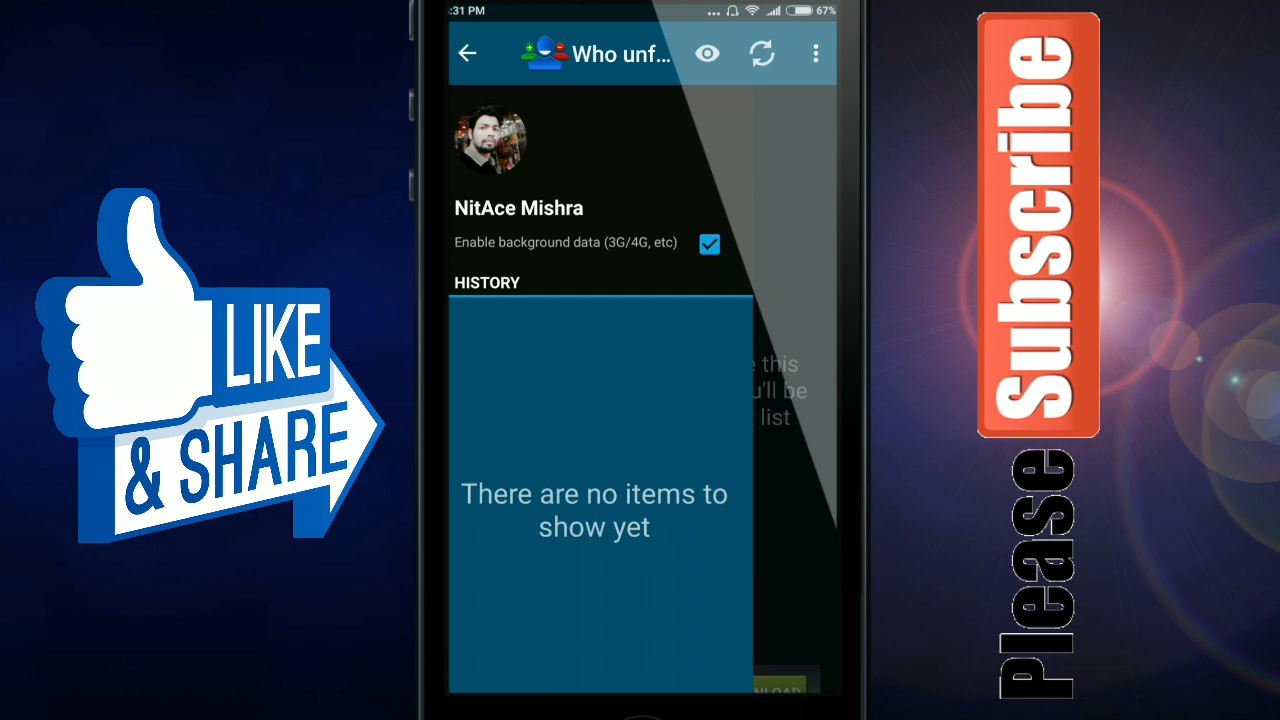 :31 PM
67%
Who unf...
NitAce Mishra
Enable background data (3G/4G, etc)
HISTORY
this
u'll be
list
There are no items to
show yet
NLOAD
LIKE
& SHARE
Please Subscribe